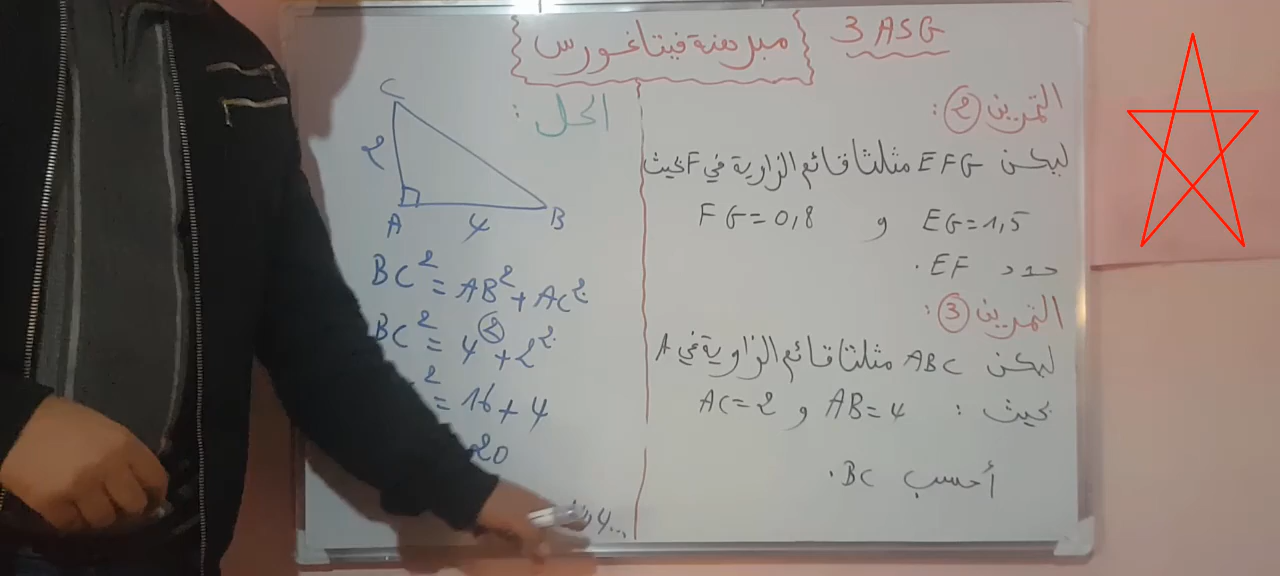 3 ASG
مبرهنة فيتاغورس
التمرين 2 :
ليكن EFG مثلثا قائم الزاوية في F بحيث
EG=1,5 و FG=0,8
حدد EF .
التمرين 3 :
ليكن ABC مثلثا قائم الزاوية في A
بحيث : AB=4 و AC=2
أحسب BC .
الحل :
C
2
A
4
B
BC² = AB² + AC²
BC² = 4² + 2²
² = 16 + 4
20